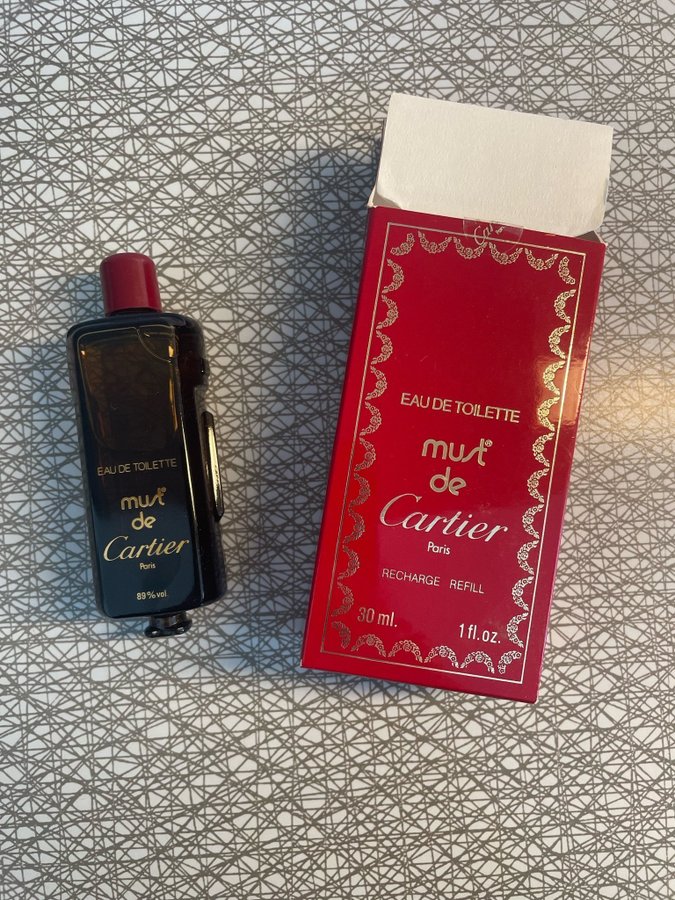 EAU DE TOILETTE
must
de
Cartier
Paris
89% vol.
EAU DE TOILETTE
must®
de
Cartier
Paris
RECHARGE REFILL
30 ml. 1 fl. oz.